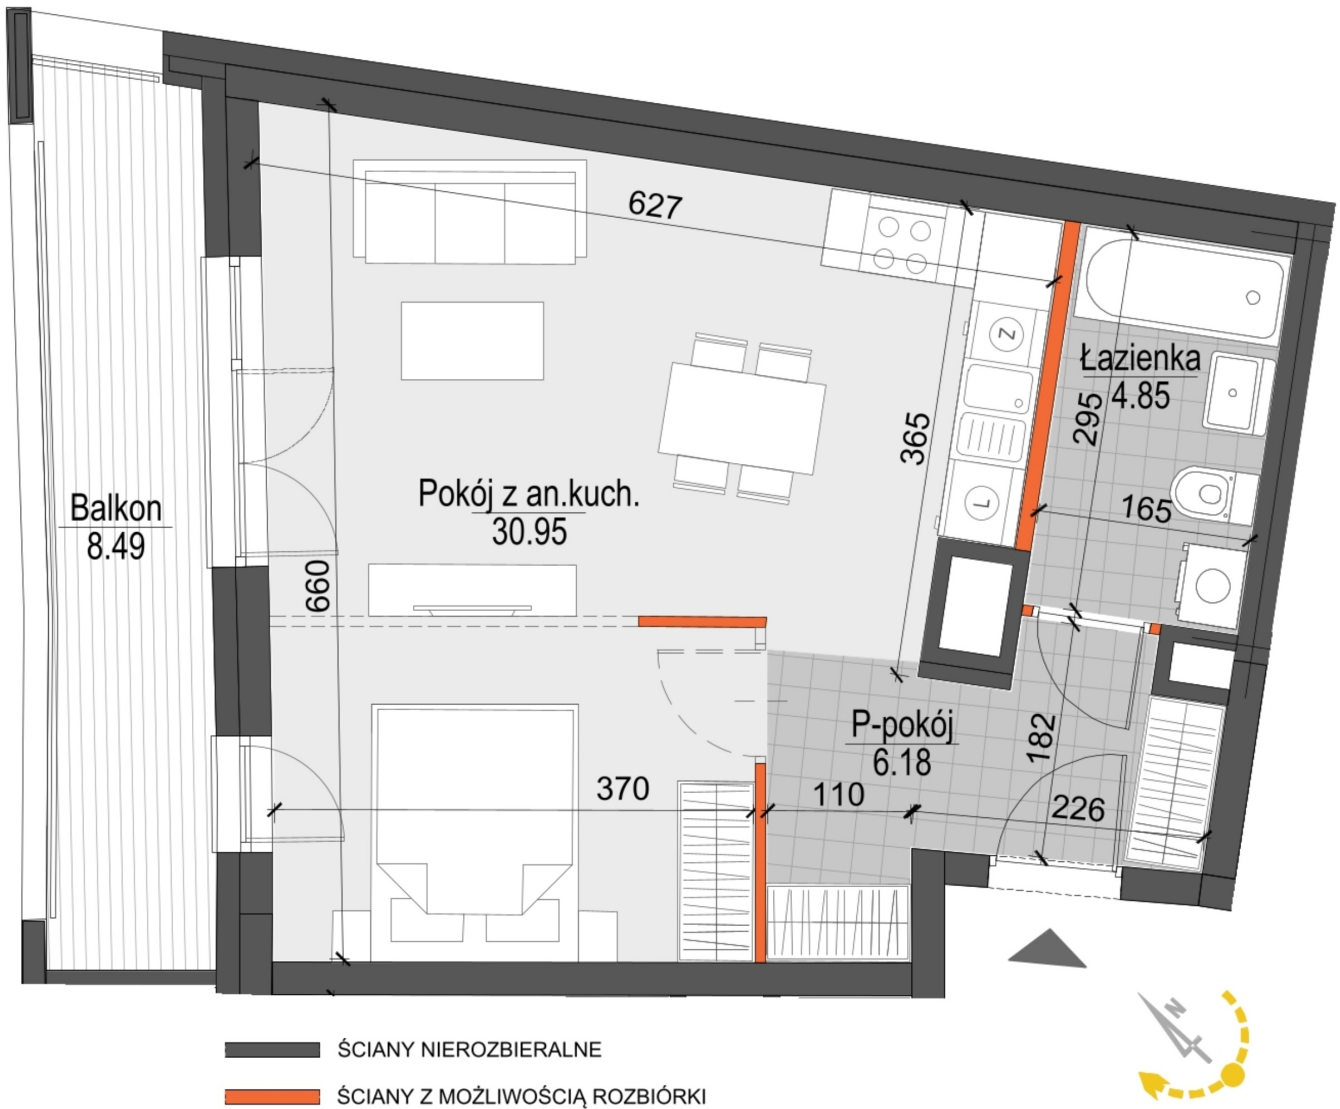 627
Z
Łazienka
4.85
295
365
165
Pokój z an.kuch.
30.95
Balkon
8.49
L
660
P-pokój
6.18
182
370
110
226
N
ŚCIANY NIEROZBIERALNE
ŚCIANY Z MOŻLIWOŚCIĄ ROZBIÓRKI